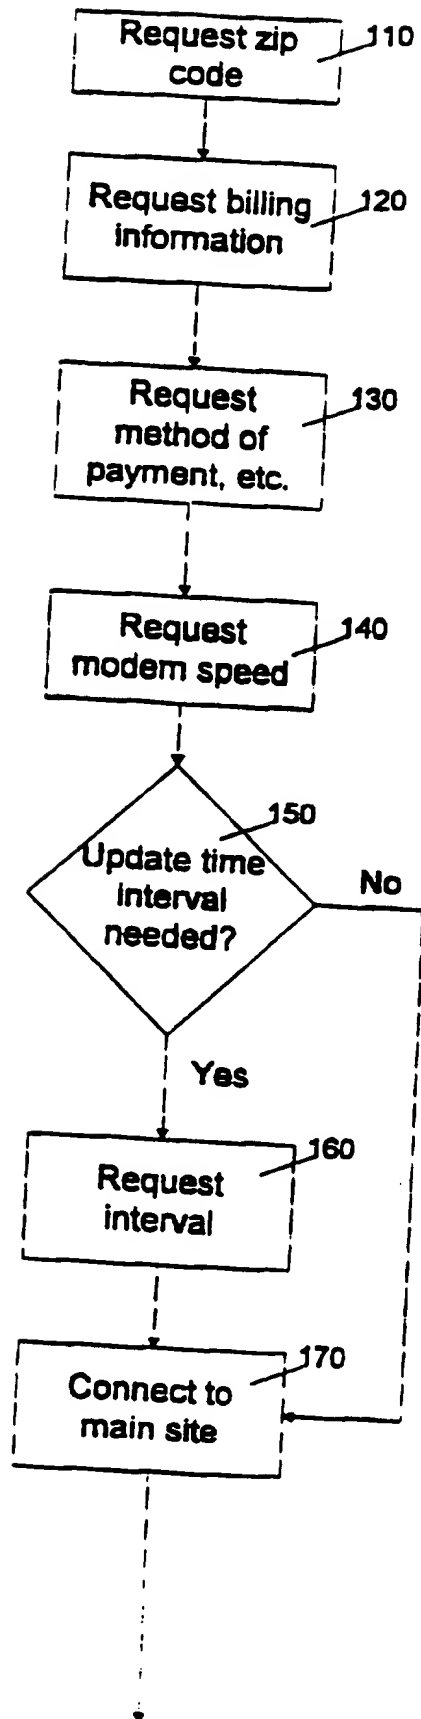 Request zip
code
110
Request billing
information
120
Request
method of
payment, etc.
130
Request
modem speed
140
Update time
interval
needed?
150
No
Yes
Request
interval
160
Connect to
main site
170